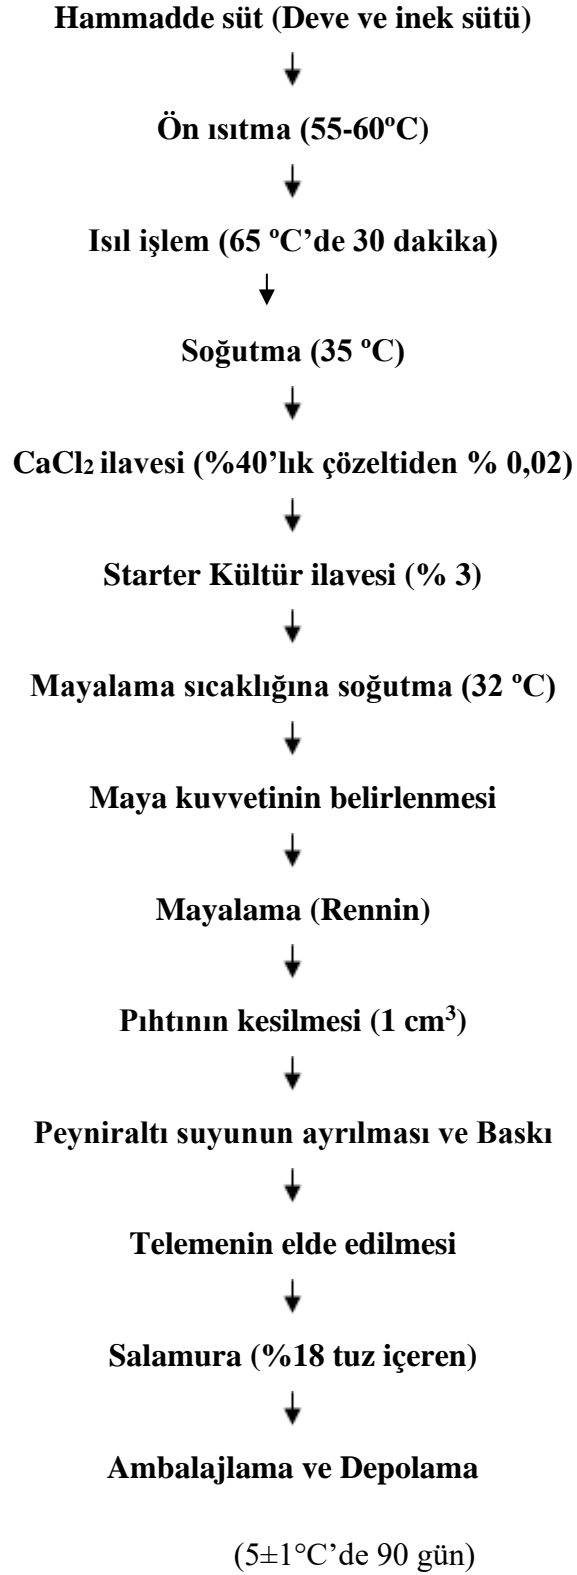 Hammadde süt (Deve ve inek sütü)
Ön ısıtma (55-60ºC)
Isıl işlem (65 ºC’de 30 dakika)
Soğutma (35 ºC)
CaCl₂ ilavesi (%40’lık çözeltiden % 0,02)
Starter Kültür ilavesi (% 3)
Mayalama sıcaklığına soğutma (32 ºC)
Maya kuvvetinin belirlenmesi
Mayalama (Rennin)
Pıhtının kesilmesi (1 cm³)
Peyniraltı suyunun ayrılması ve Baskı
Telemenin elde edilmesi
Salamura (%18 tuz içeren)
Ambalajlama ve Depolama
(5±1°C’de 90 gün)